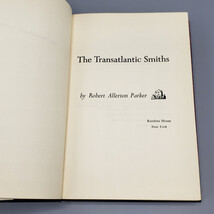 The Transatlantic Smiths
by Robert Allerton Parker
Random House
New York